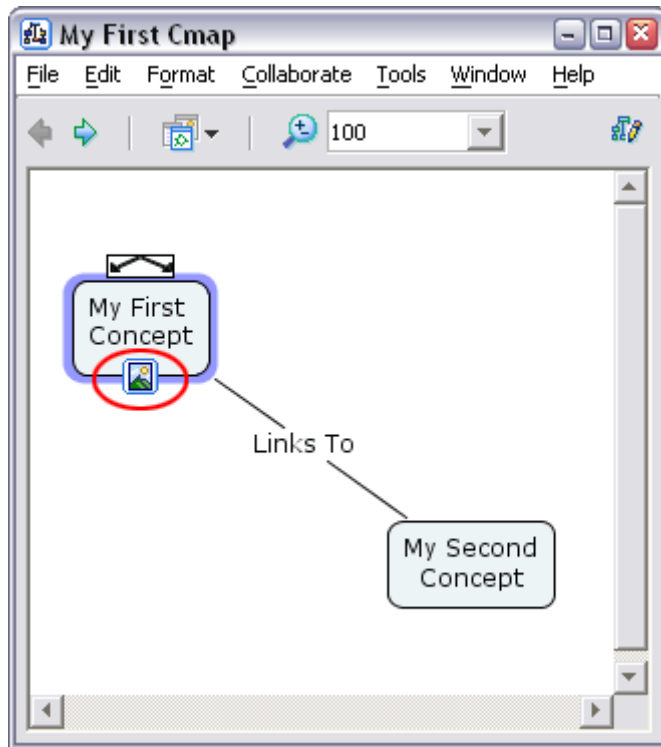 My First Cmap
File Edit Format Collaborate Tools Window Help
100
My First
Concept
Links To
My Second
Concept